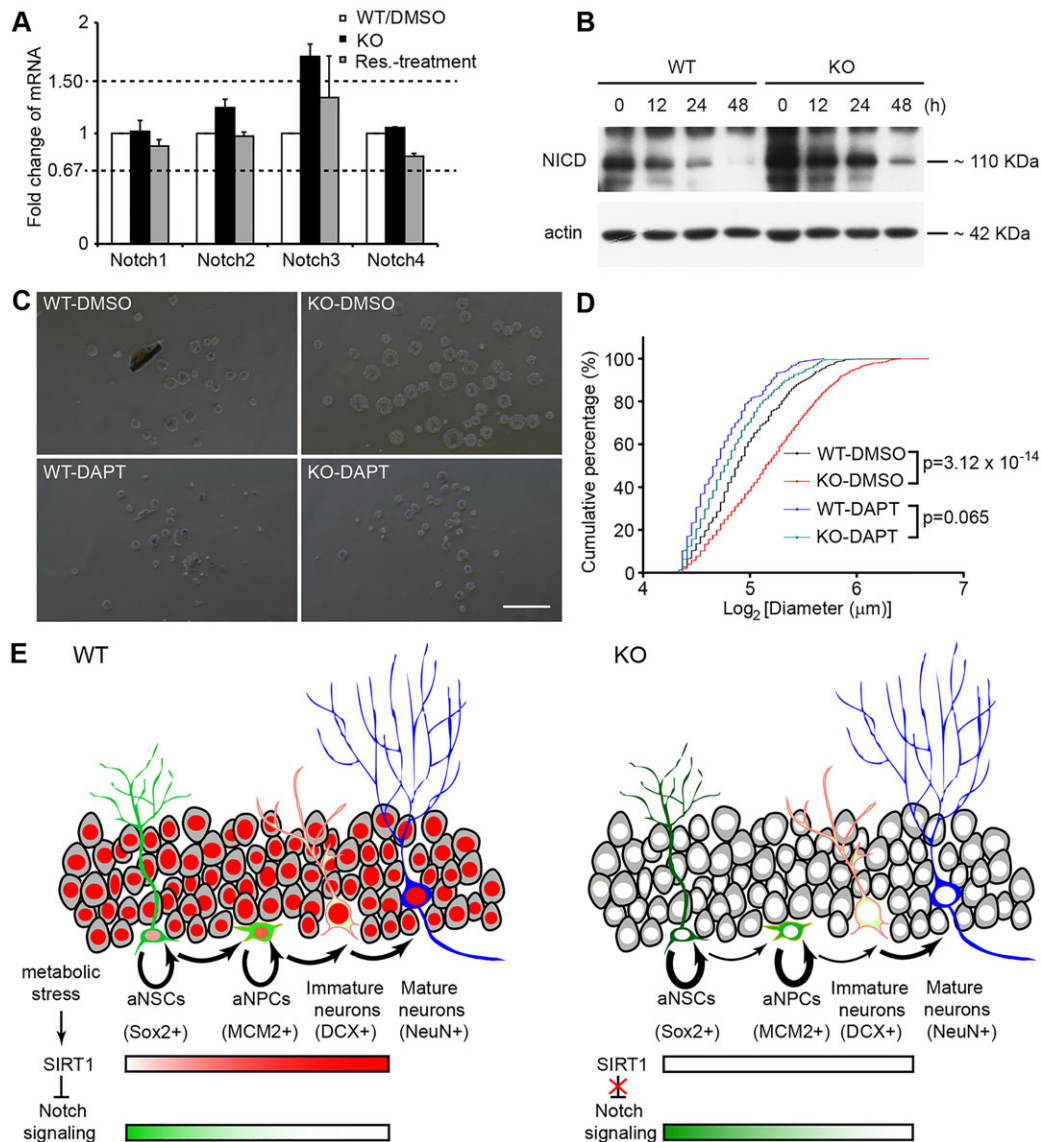 A
Fold change of mRNA
2
1.50
1
0.67
0
WT/DMSO
KO
Res.-treatment
Notch1 Notch2 Notch3 Notch4
B
WT KO
0 12 24 48 0 12 24 48 (h)
NICD ~ 110 KDa
actin ~ 42 KDa
C
WT-DMSO
KO-DMSO
WT-DAPT
KO-DAPT
D
Cumulative percentage (%)
100
80
60
40
20
0
4 5 6 7
Log2 [Diameter (μm)]
WT-DMSO
KO-DMSO
p=3.12 x 10-14
WT-DAPT
KO-DAPT
p=0.065
E
WT
metabolic
stress
aNSCs
(Sox2+)
aNPCs
(MCM2+)
Immature
neurons
(DCX+)
Mature
neurons
(NeuN+)
SIRT1
Notch
signaling
KO
aNSCs
(Sox2+)
aNPCs
(MCM2+)
Immature
neurons
(DCX+)
Mature
neurons
(NeuN+)
SIRT1
Notch
signaling